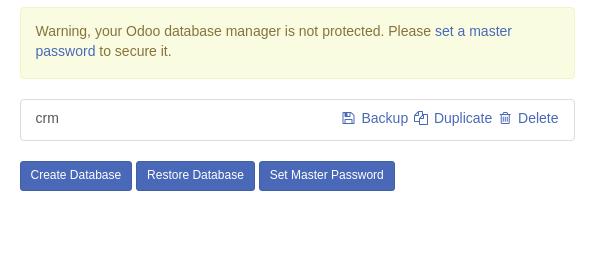 Warning, your Odoo database manager is not protected. Please set a master
password to secure it.
crm Backup Duplicate Delete
Create Database Restore Database Set Master Password